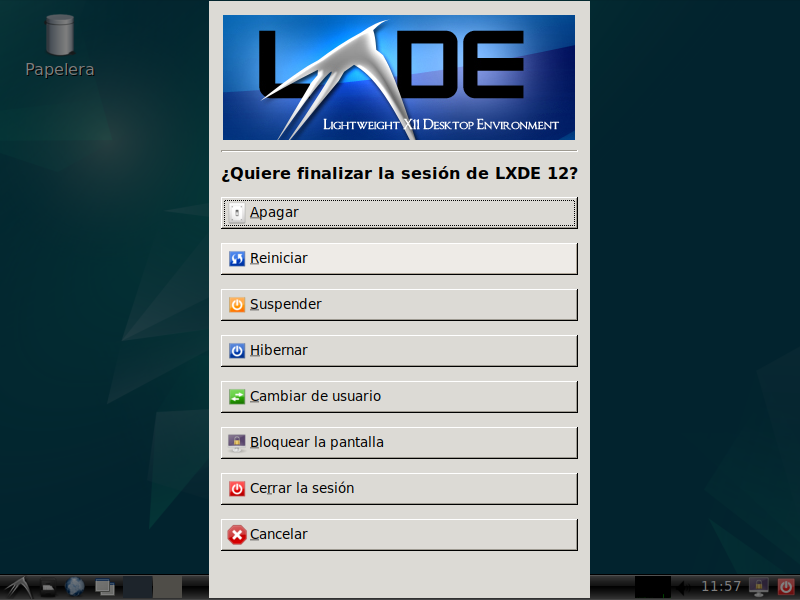 Papelera
LXDE
Lightweight X11 Desktop Environment
¿Quiere finalizar la sesión de LXDE 12?
Apagar
Reiniciar
Suspender
Hibernar
Cambiar de usuario
Bloquear la pantalla
Cerrar la sesión
Cancelar
11:57